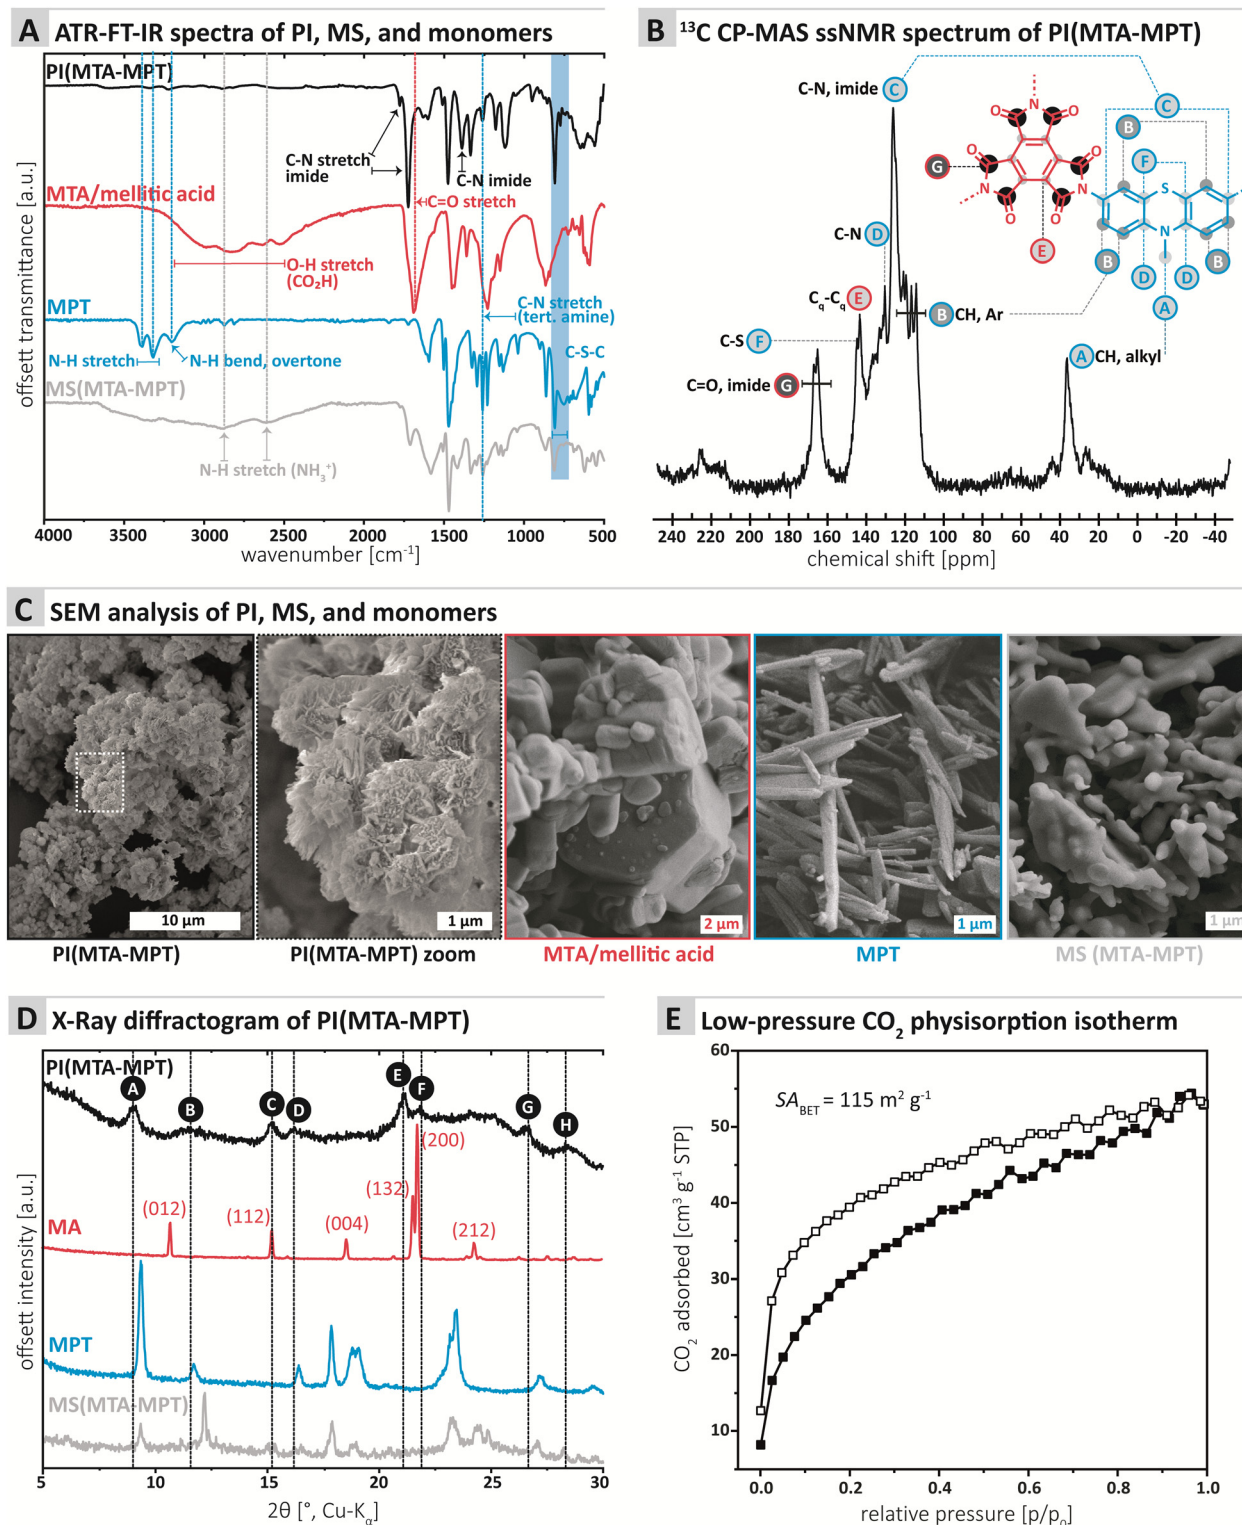 A ATR-FT-IR spectra of PI, MS, and monomers
PI(MTA-MPT)
C-N stretch
imide
C-N imide
MTA/mellitic acid
C=O stretch
O-H stretch
(CO₂H)
MPT
C-N stretch
(tert. amine)
N-H stretch
N-H bend, overtone
C-S-C
MS(MTA-MPT)
N-H stretch (NH₃⁺)
offsett transmittance [a.u.]
4000 3500 3000 2500 2000 1500 1000 500
wavenumber [cm⁻¹]
B ¹³C CP-MAS ssNMR spectrum of PI(MTA-MPT)
C-N, imide C
C
B
F
G
E
B
B
D
D
A
O
O
O
O
O
O
N
N
N
S
N
C-N D
Cq-Cq E
B CH, Ar
C-S F
A CH, alkyl
C=O, imide G
240 220 200 180 160 140 120 100 80 60 40 20 0 -20 -40
chemical shift [ppm]
C SEM analysis of PI, MS, and monomers
10 µm
1 µm
2 µm
1 µm
1 µm
PI(MTA-MPT)
PI(MTA-MPT) zoom
MTA/mellitic acid
MPT
MS (MTA-MPT)
D X-Ray diffractogram of PI(MTA-MPT)
PI(MTA-MPT)
A
B
C
D
E
F
G
H
(200)
(132)
(012)
(112)
(004)
(212)
MA
MPT
MS(MTA-MPT)
offsett intensity [a.u.]
5 10 15 20 25 30
2θ [°, Cu-Kα]
E Low-pressure CO₂ physisorption isotherm
SA_BET = 115 m² g⁻¹
CO₂ adsorbed [cm³ g⁻¹ STP]
60
50
40
30
20
10
0.0 0.2 0.4 0.6 0.8 1.0
relative pressure [p/p₀]